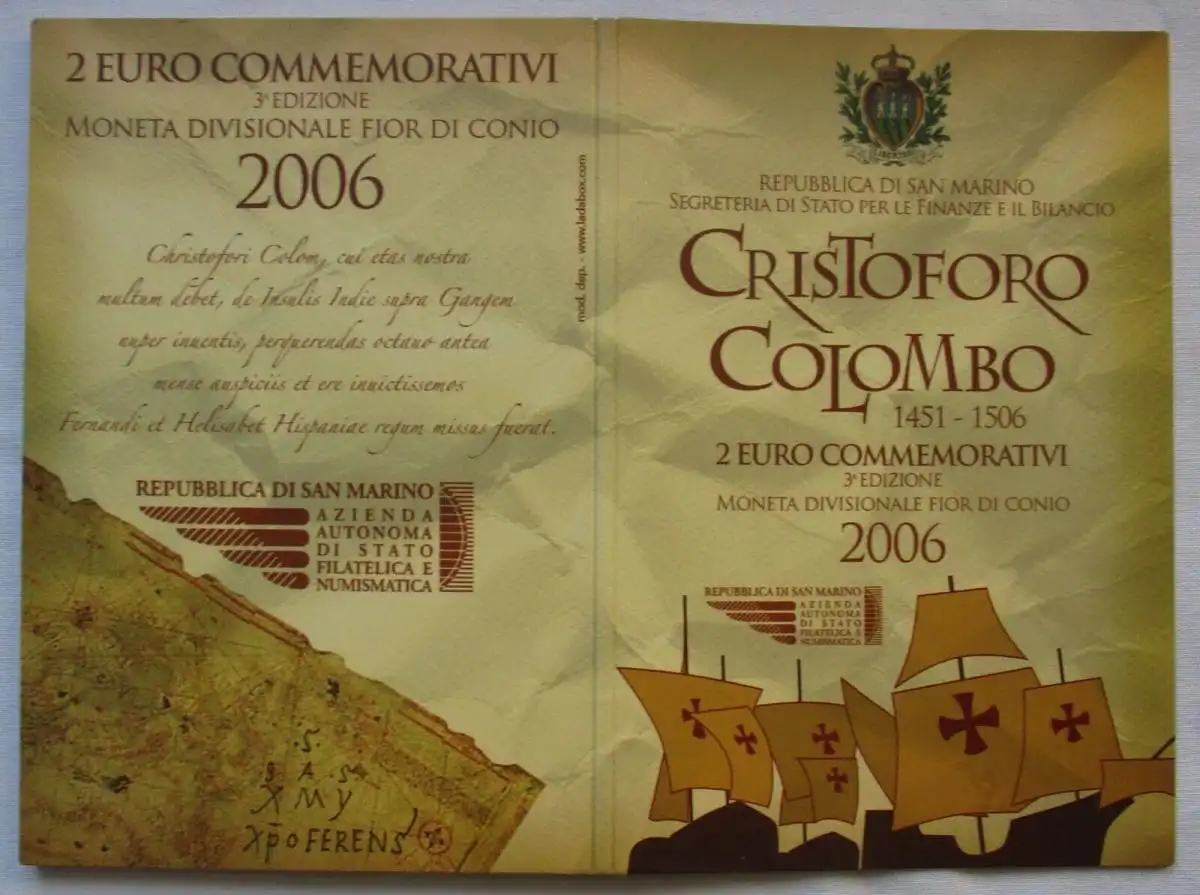 2 EURO COMMEMORATIVI
3ª EDIZIONE
MONETA DIVISIONALE FIOR DI CONIO
2006
Christofori Colom, cui etas nostra
multum debet, de Insulis Indie supra Gangem
nuper inuentis, perquerendas octauo antea
mense auspiciis et ere inuictissemos
Fernandi et Helisabet Hispaniae regum missus fuerat.
REPUBBLICA DI SAN MARINO
AZIENDA
AUTONOMA
DI STATO
FILATELICA E
NUMISMATICA
.S.
S A S
X M Y
XpoFERENS
mod. dep. - www.ladabox.com
LIBERTAS
REPUBBLICA DI SAN MARINO
SEGRETERIA DI STATO PER LE FINANZE E IL BILANCIO
CRISTOFORO
COLOMBO
1451 - 1506
2 EURO COMMEMORATIVI
3ª EDIZIONE
MONETA DIVISIONALE FIOR DI CONIO
2006
REPUBBLICA DI SAN MARINO
AZIENDA
AUTONOMA
DI STATO
FILATELICA E
NUMISMATICA